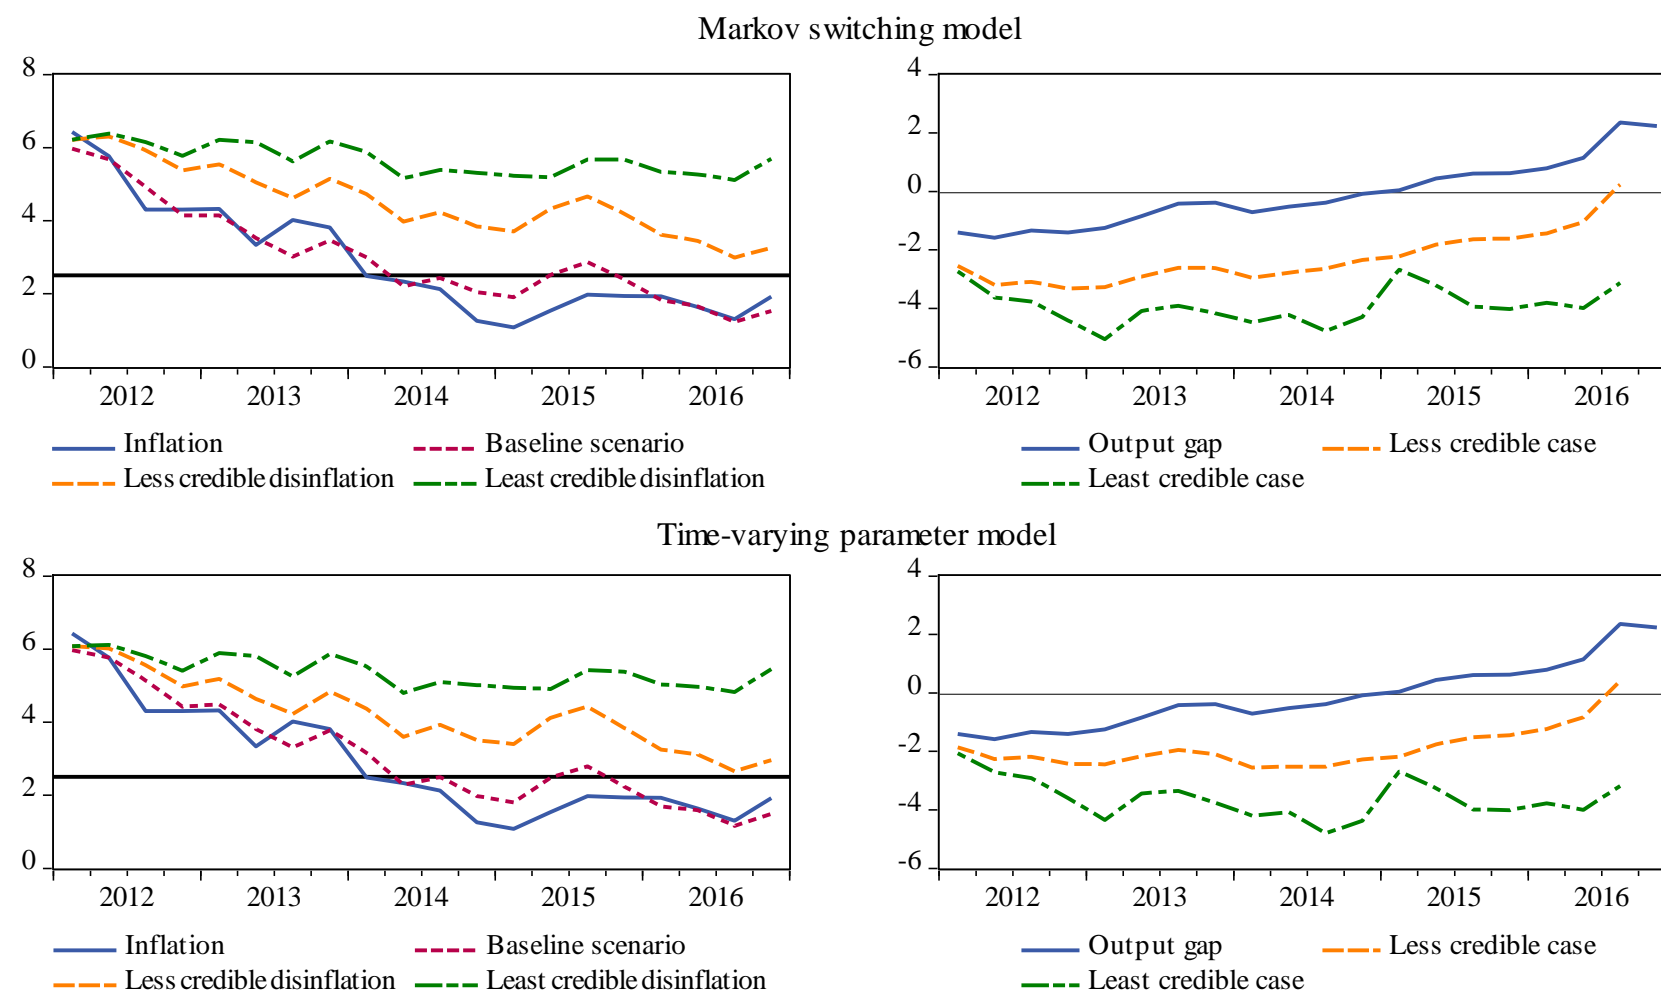 Markov switching model
8
6
4
2
0
2012 2013 2014 2015 2016
Inflation Baseline scenario
Less credible disinflation Least credible disinflation
4
2
0
-2
-4
-6
2012 2013 2014 2015 2016
Output gap Less credible case
Least credible case
Time-varying parameter model
8
6
4
2
0
2012 2013 2014 2015 2016
Inflation Baseline scenario
Less credible disinflation Least credible disinflation
4
2
0
-2
-4
-6
2012 2013 2014 2015 2016
Output gap Less credible case
Least credible case